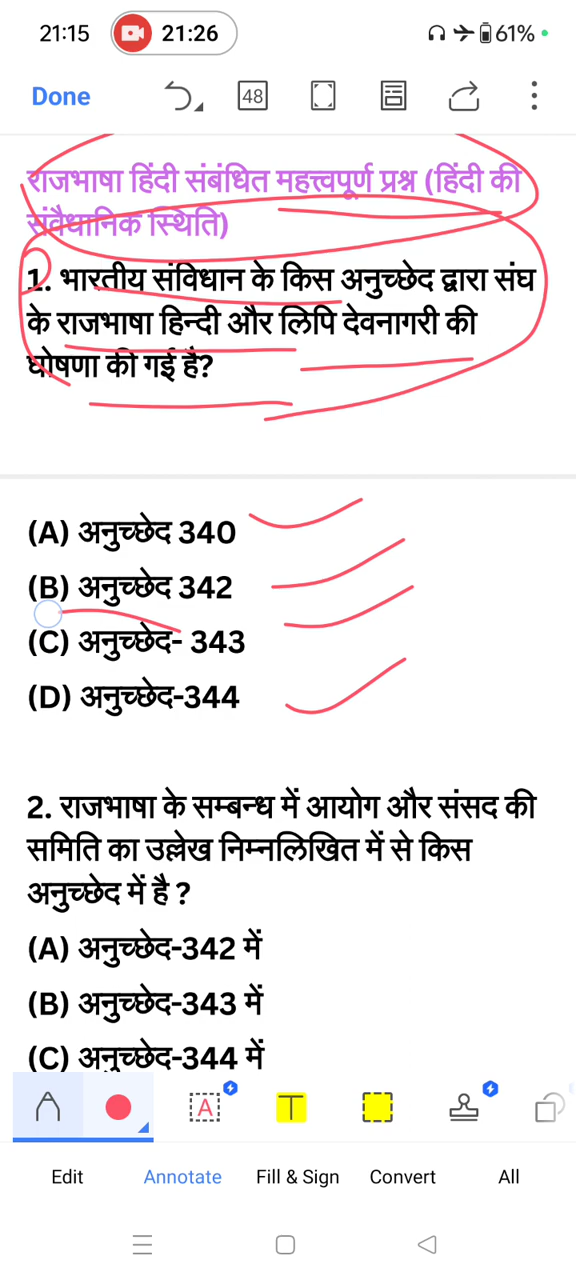 21:15 21:26 61%
Done 48
राजभाषा हिंदी संबंधित महत्त्वपूर्ण प्रश्न (हिंदी की
संवैधानिक स्थिति)
1. भारतीय संविधान के किस अनुच्छेद द्वारा संघ
के राजभाषा हिन्दी और लिपि देवनागरी की
घोषणा की गई है?
(A) अनुच्छेद 340
(B) अनुच्छेद 342
(C) अनुच्छेद- 343
(D) अनुच्छेद-344
2. राजभाषा के सम्बन्ध में आयोग और संसद की
समिति का उल्लेख निम्नलिखित में से किस
अनुच्छेद में है ?
(A) अनुच्छेद-342 में
(B) अनुच्छेद-343 में
(C) अनुच्छेद-344 में
A T
Edit Annotate Fill & Sign Convert All